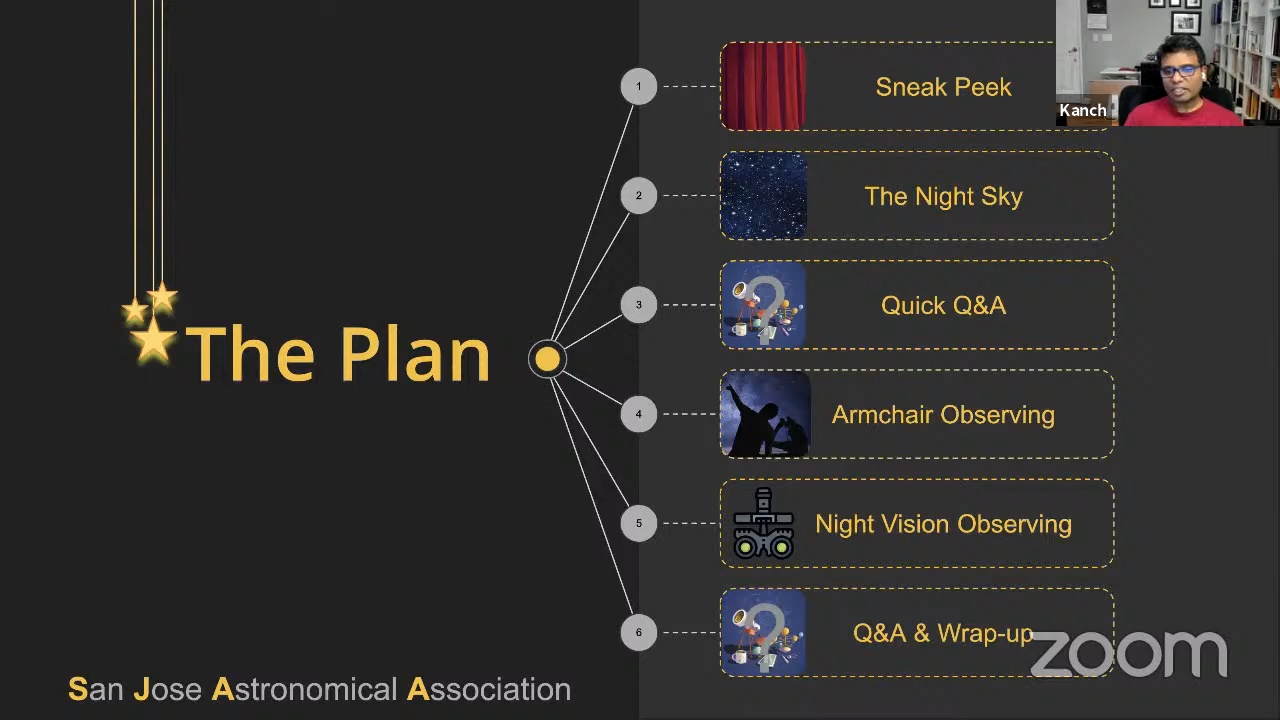 1
Sneak Peek
Kanch
2
The Night Sky
3
Quick Q&A
The Plan
4
Armchair Observing
5
Night Vision Observing
6
Q&A & Wrap-up
zoom
San Jose Astronomical Association